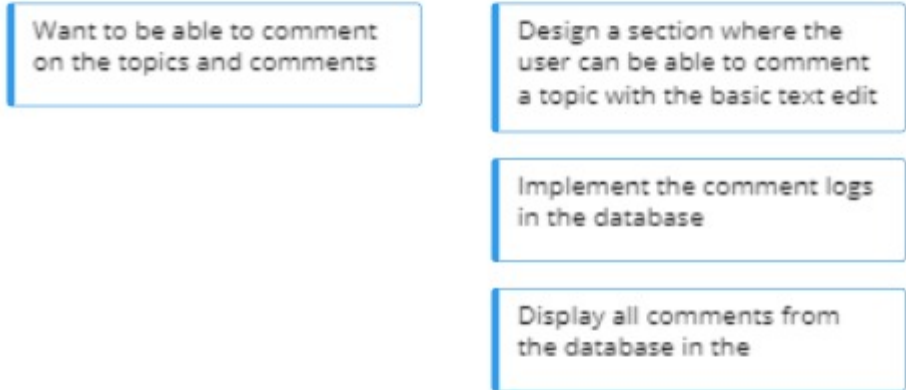 Want to be able to comment
on the topics and comments
Design a section where the
user can be able to comment
a topic with the basic text edit
Implement the comment logs
in the database
Display all comments from
the database in the